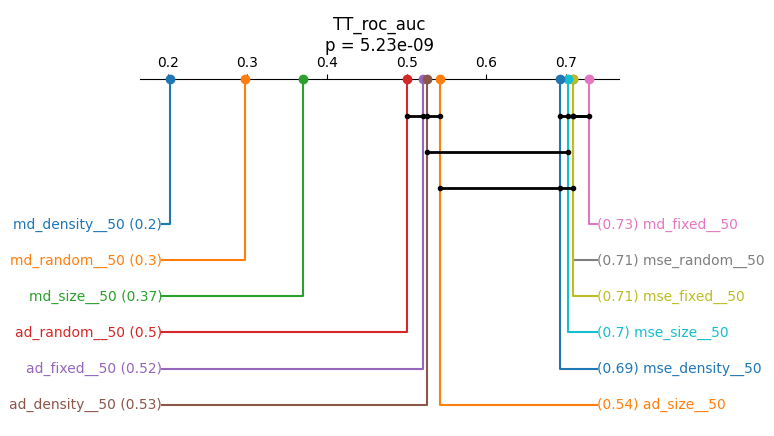 TT_roc_auc
p = 5.23e-09
0.2 0.3 0.4 0.5 0.6 0.7
md_density__50 (0.2)
(0.73) md_fixed__50
md_random__50 (0.3)
(0.71) mse_random__50
md_size__50 (0.37)
(0.71) mse_fixed__50
ad_random__50 (0.5)
(0.7) mse_size__50
ad_fixed__50 (0.52)
(0.69) mse_density__50
ad_density__50 (0.53)
(0.54) ad_size__50